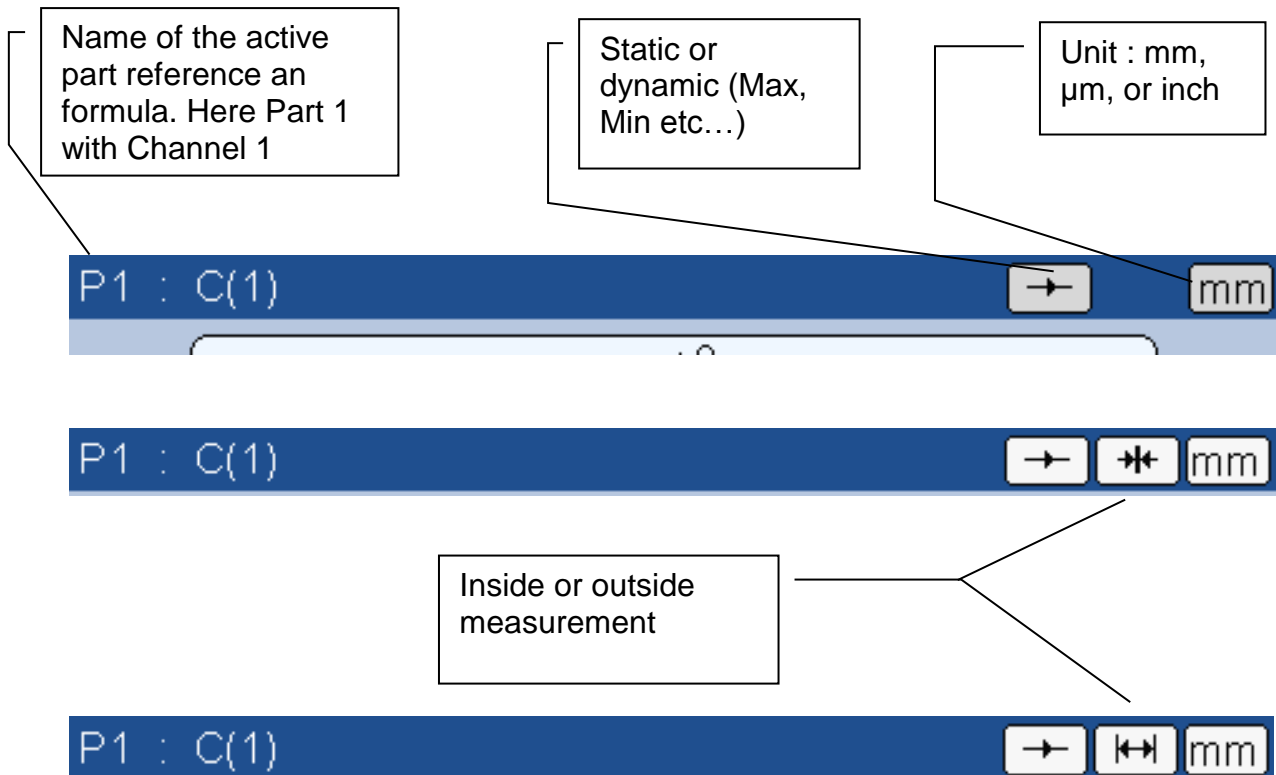 Name of the active
part reference an
formula. Here Part 1
with Channel 1
Static or
dynamic (Max,
Min etc…)
Unit : mm,
µm, or inch
P1 : C(1)
mm
P1 : C(1)
mm
Inside or outside
measurement
P1 : C(1)
mm